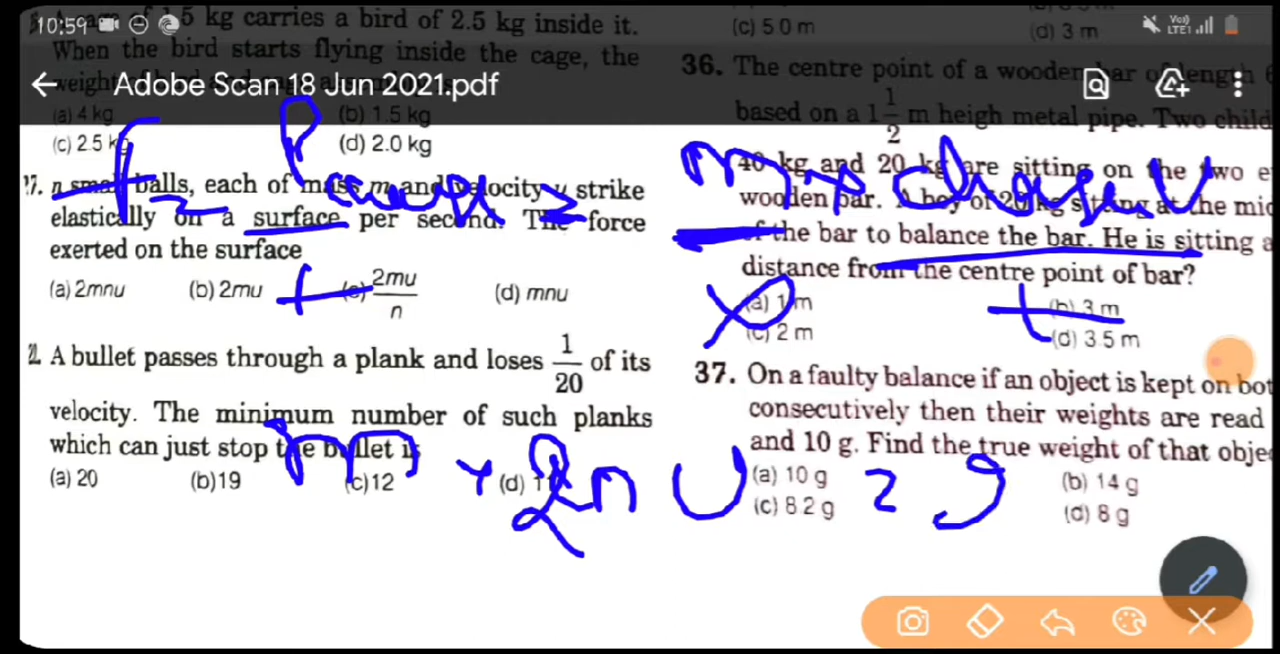 10:59
Vo))
LTE1
5 kg carries a bird of 2.5 kg inside it.
When the bird starts flying inside the cage, the
weight
(a) 4 kg (b) 1.5 kg
(c) 2.5 kg (d) 2.0 kg
Adobe Scan 18 Jun 2021.pdf
balls, each of mass m and velocity u strike
elastically on a surface per second. The force
exerted on the surface
(a) 2mnu (b) 2mu (c) 2mu/n (d) mnu
A bullet passes through a plank and loses 1/20 of its
velocity. The minimum number of such planks
which can just stop the bullet is
(a) 20 (b) 19 (c) 12 (d)
(c) 5.0 m (d) 3 m
36. The centre point of a wooden bar of length
based on a 1 1/2 m heigh metal pipe. Two child
40 kg and 20 kg are sitting on the two e
wooden bar. A boy of 20 kg sitting at the mid
of the bar to balance the bar. He is sitting a
distance from the centre point of bar?
(a) 1 m (b) 3 m
(c) 2 m (d) 3.5 m
37. On a faulty balance if an object is kept on bot
consecutively then their weights are read
and 10 g. Find the true weight of that obje
(a) 10 g (b) 14 g
(c) 8.2 g (d) 8 g